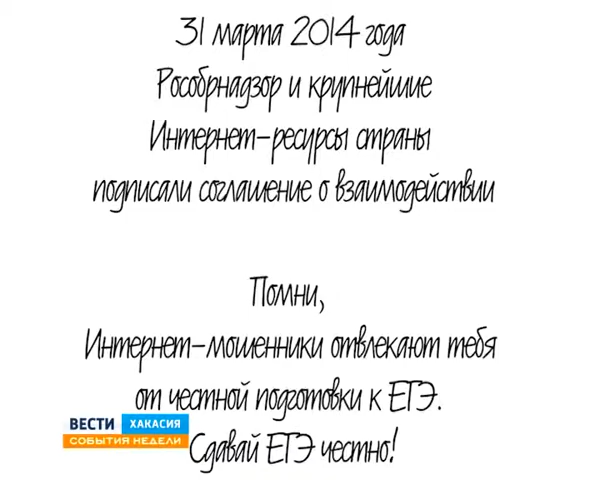 31 марта 2014 года
Рособрнадзор и крупнейшие
Интернет-ресурсы страны
подписали соглашение о взаимодействии
Помни,
Интернет-мошенники отвлекают тебя
от честной подготовки к ЕГЭ.
Сдавай ЕГЭ честно!
ВЕСТИ ХАКАСИЯ
СОБЫТИЯ НЕДЕЛИ